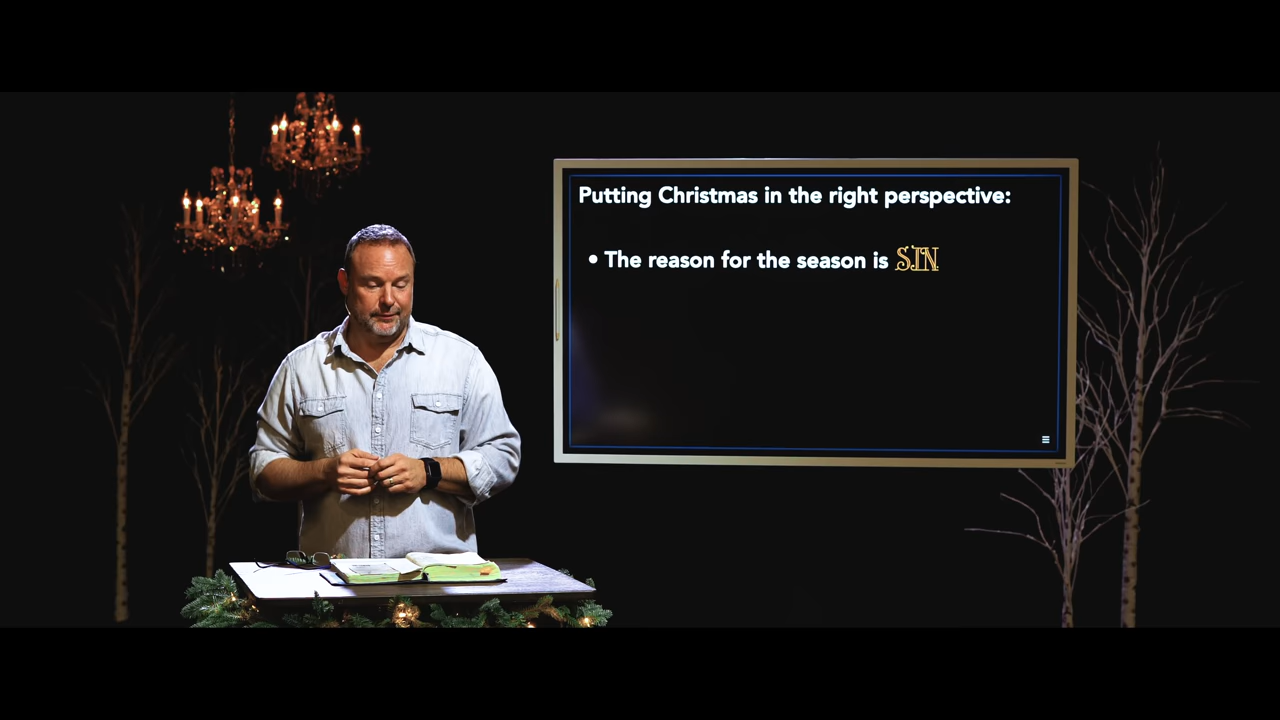 Putting Christmas in the right perspective:
• The reason for the season is SIN